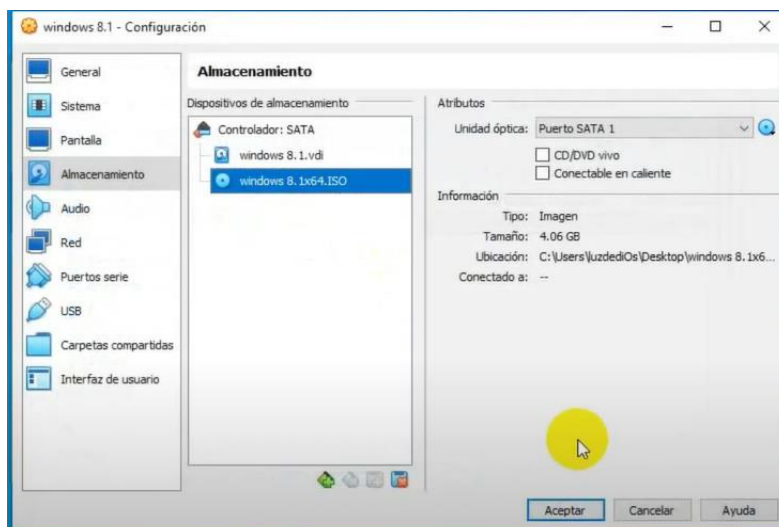 windows 8.1 - Configuración
General
Sistema
Pantalla
Almacenamiento
Audio
Red
Puertos serie
USB
Carpetas compartidas
Interfaz de usuario
Almacenamiento
Dispositivos de almacenamiento
Controlador: SATA
windows 8.1.vdi
windows 8.1x64.ISO
Atributos
Unidad óptica: Puerto SATA 1
CD/DVD vivo
Conectable en caliente
Información
Tipo: Imagen
Tamaño: 4.06 GB
Ubicación: C:\Users\luzdediOs\Desktop\windows 8.1x6...
Conectado a: --
Aceptar Cancelar Ayuda